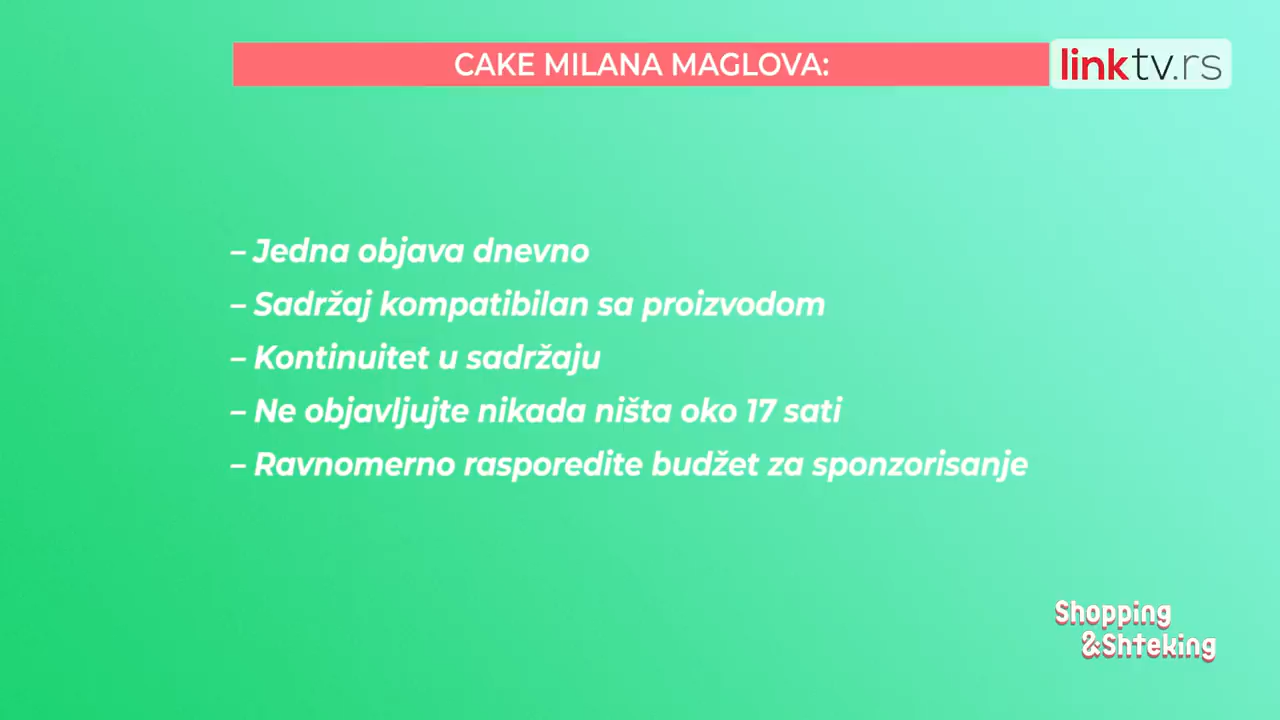 CAKE MILANA MAGLOVA:
linktv.rs
– Jedna objava dnevno
– Sadržaj kompatibilan sa proizvodom
– Kontinuitet u sadržaju
– Ne objavljujte nikada ništa oko 17 sati
– Ravnomerno rasporedite budžet za sponzorisanje
Shopping
&Shteking